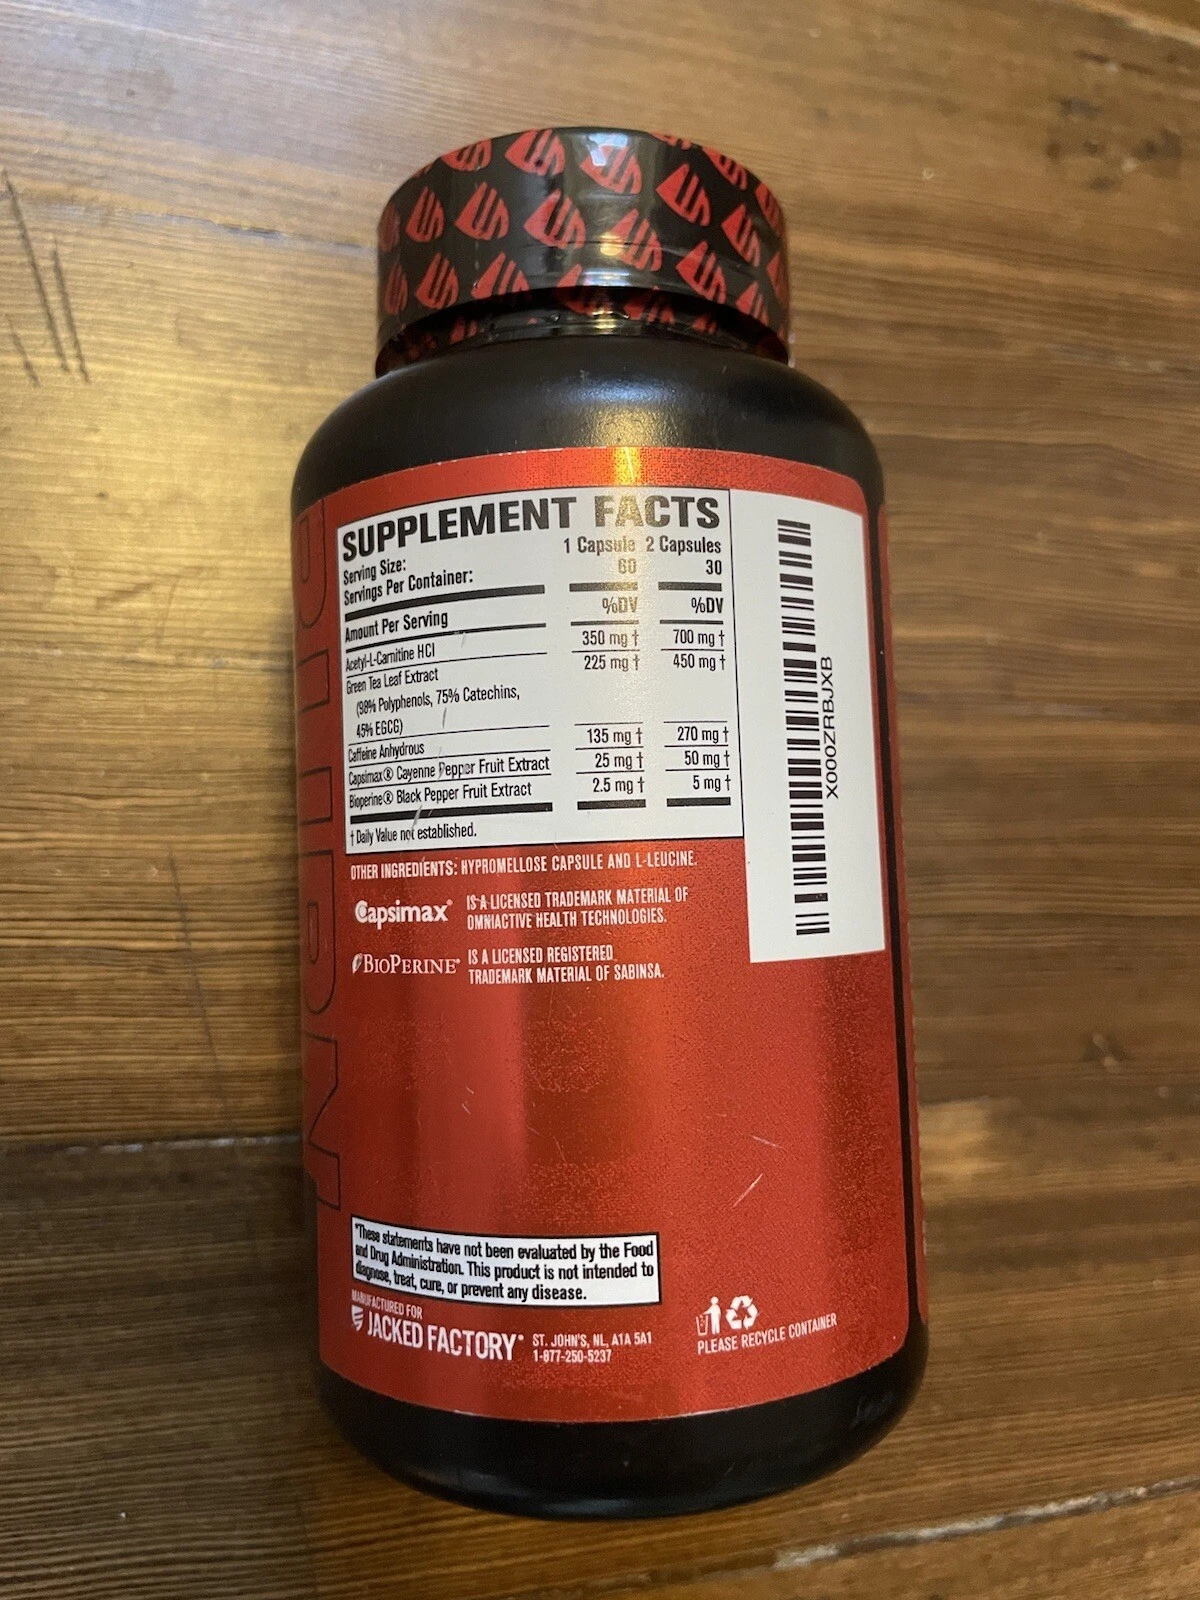 SUPPLEMENT FACTS
Serving Size: 1 Capsule 2 Capsules
Servings Per Container: 60 30
Amount Per Serving %DV %DV
Acetyl-L-Carnitine HCl 350 mg † 700 mg †
Green Tea Leaf Extract 225 mg † 450 mg †
(98% Polyphenols, 75% Catechins,
45% EGCG)
Caffeine Anhydrous 135 mg † 270 mg †
Capsimax® Cayenne Pepper Fruit Extract 25 mg † 50 mg †
Bioperine® Black Pepper Fruit Extract 2.5 mg † 5 mg †
† Daily Value not established.
OTHER INGREDIENTS: HYPROMELLOSE CAPSULE AND L-LEUCINE.
Capsimax® IS A LICENSED TRADEMARK MATERIAL OF
OMNIACTIVE HEALTH TECHNOLOGIES.
BIOPERINE® IS A LICENSED REGISTERED
TRADEMARK MATERIAL OF SABINSA.
X000ZRBJXB
*These statements have not been evaluated by the Food
and Drug Administration. This product is not intended to
diagnose, treat, cure, or prevent any disease.
MANUFACTURED FOR
JACKED FACTORY® ST. JOHN'S, NL, A1A 5A1
1-877-250-5237
PLEASE RECYCLE CONTAINER